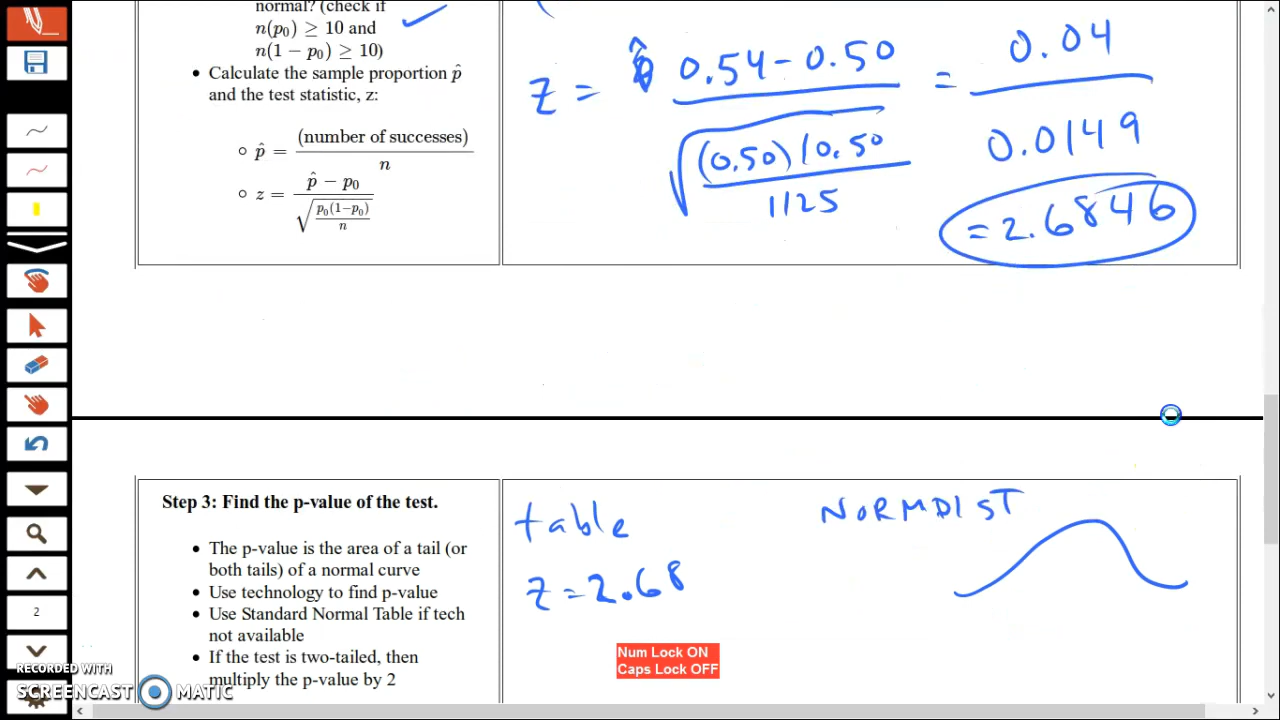 normal? (check if
n(p₀) ≥ 10 and
n(1 − p₀) ≥ 10)
• Calculate the sample proportion p̂
and the test statistic, z:
○ p̂ = (number of successes) / n
○ z = (p̂ − p₀) / √(p₀(1−p₀) / n)
z = (0.54 − 0.50) / √((0.50)(0.50 / 1125) = 0.04 / 0.0149
= 2.6846
Step 3: Find the p-value of the test.
• The p-value is the area of a tail (or
both tails) of a normal curve
• Use technology to find p-value
• Use Standard Normal Table if tech
not available
• If the test is two-tailed, then
multiply the p-value by 2
table
z = 2.68
NORMDIST
Num Lock ON
Caps Lock OFF
2
RECORDED WITH
SCREENCAST MATIC